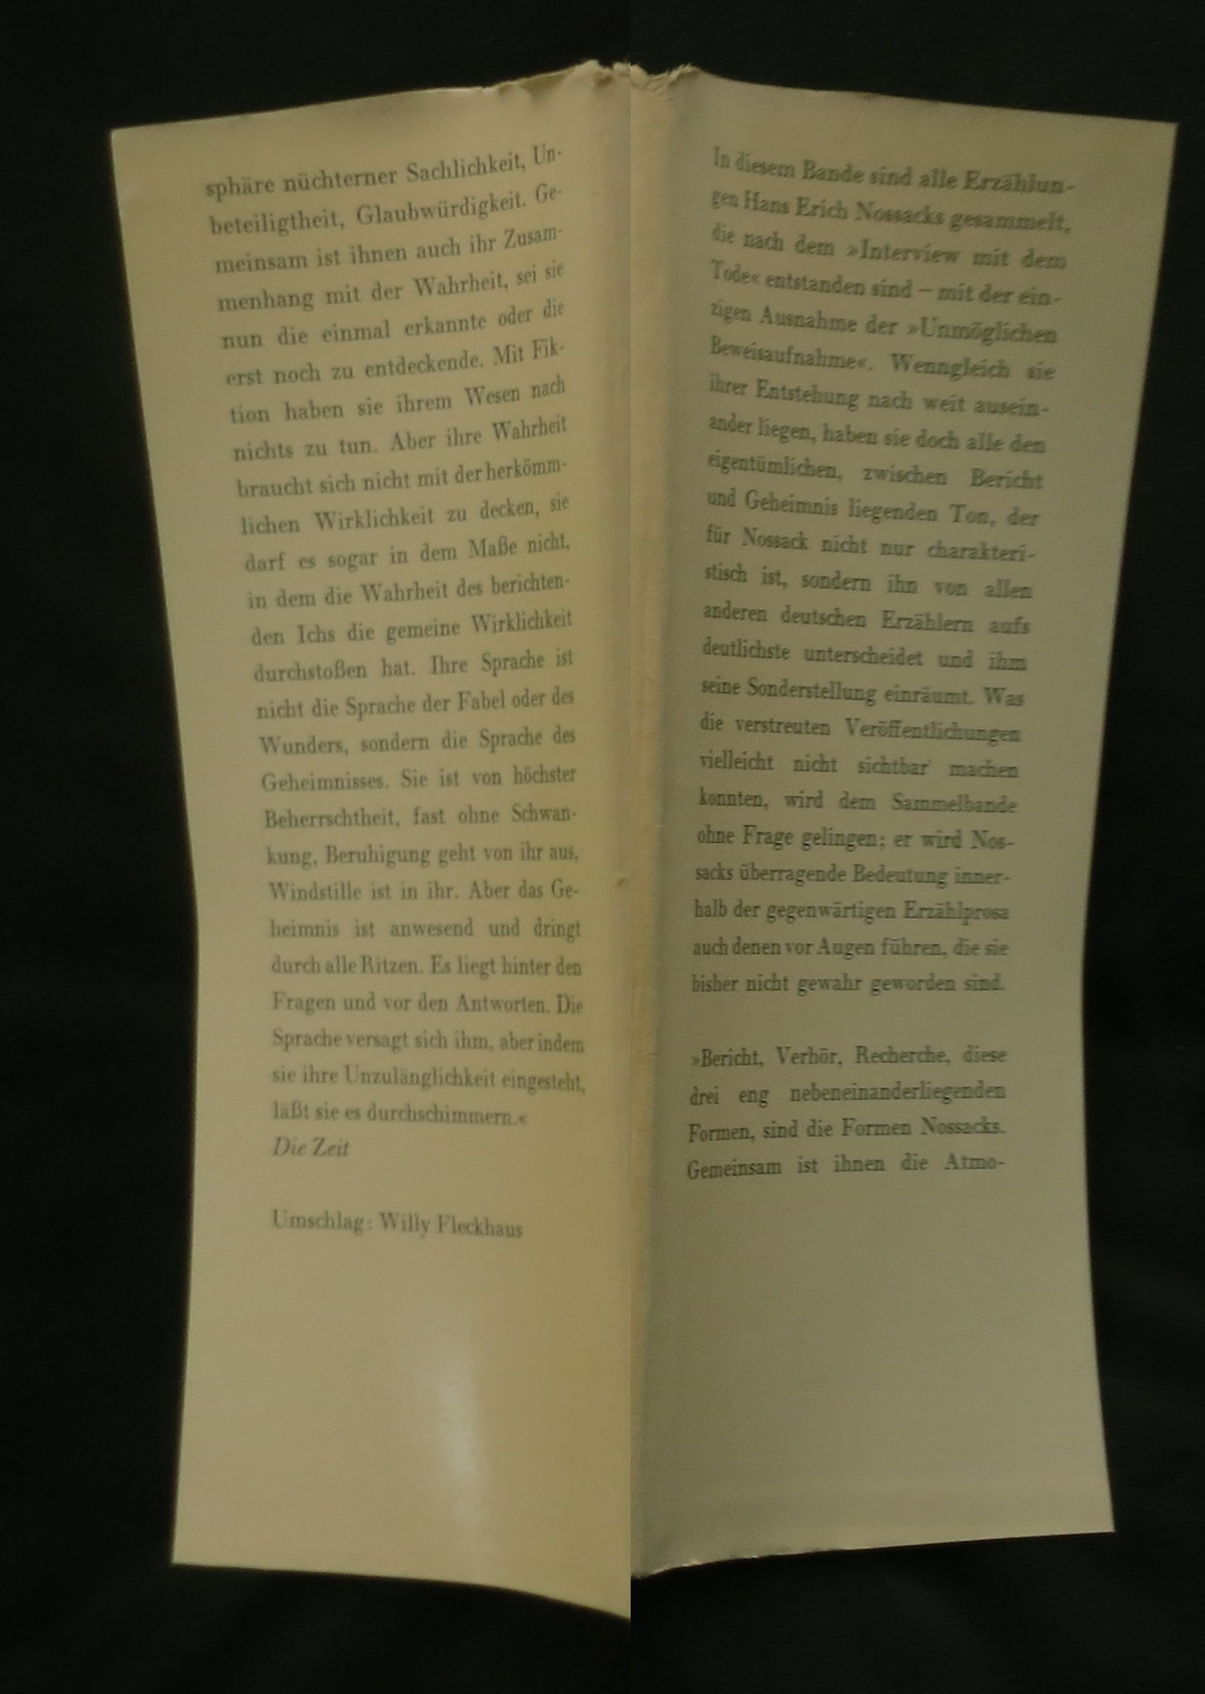 In diesem Bande sind alle Erzählun-
gen Hans Erich Nossacks gesammelt,
die nach dem »Interview mit dem
Tode« entstanden sind – mit der ein-
zigen Ausnahme der »Unmöglichen
Beweisaufnahme«. Wenngleich sie
ihrer Entstehung nach weit ausein-
ander liegen, haben sie doch alle den
eigentümlichen, zwischen Bericht
und Geheimnis liegenden Ton, der
für Nossack nicht nur charakteri-
stisch ist, sondern ihn von allen
anderen deutschen Erzählern aufs
deutlichste unterscheidet und ihm
seine Sonderstellung einräumt. Was
die verstreuten Veröffentlichungen
vielleicht nicht sichtbar machen
konnten, wird dem Sammelbande
ohne Frage gelingen; er wird Nos-
sacks überragende Bedeutung inner-
halb der gegenwärtigen Erzählprosa
auch denen vor Augen führen, die sie
bisher nicht gewahr geworden sind.
»Bericht, Verhör, Recherche, diese
drei eng nebeneinanderliegenden
Formen, sind die Formen Nossacks.
Gemeinsam ist ihnen die Atmo-
sphäre nüchterner Sachlichkeit, Un-
beteiligtheit, Glaubwürdigkeit. Ge-
meinsam ist ihnen auch ihr Zusam-
menhang mit der Wahrheit, sei sie
nun die einmal erkannte oder die
erst noch zu entdeckende. Mit Fik-
tion haben sie ihrem Wesen nach
nichts zu tun. Aber ihre Wahrheit
braucht sich nicht mit der herkömm-
lichen Wirklichkeit zu decken, sie
darf es sogar in dem Maße nicht,
in dem die Wahrheit des berichten-
den Ichs die gemeine Wirklichkeit
durchstoßen hat. Ihre Sprache ist
nicht die Sprache der Fabel oder des
Wunders, sondern die Sprache des
Geheimnisses. Sie ist von höchster
Beherrschtheit, fast ohne Schwan-
kung, Beruhigung geht von ihr aus,
Windstille ist in ihr. Aber das Ge-
heimnis ist anwesend und dringt
durch alle Ritzen. Es liegt hinter den
Fragen und vor den Antworten. Die
Sprache versagt sich ihm, aber indem
sie ihre Unzulänglichkeit eingesteht,
läßt sie es durchschimmern.«
Die Zeit
Umschlag: Willy Fleckhaus